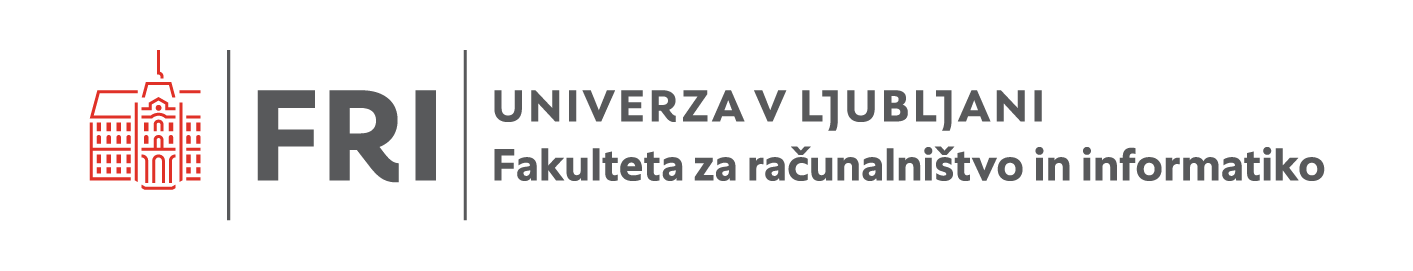 FRI
UNIVERZA V LJUBLJANI
Fakulteta za računalništvo in informatiko